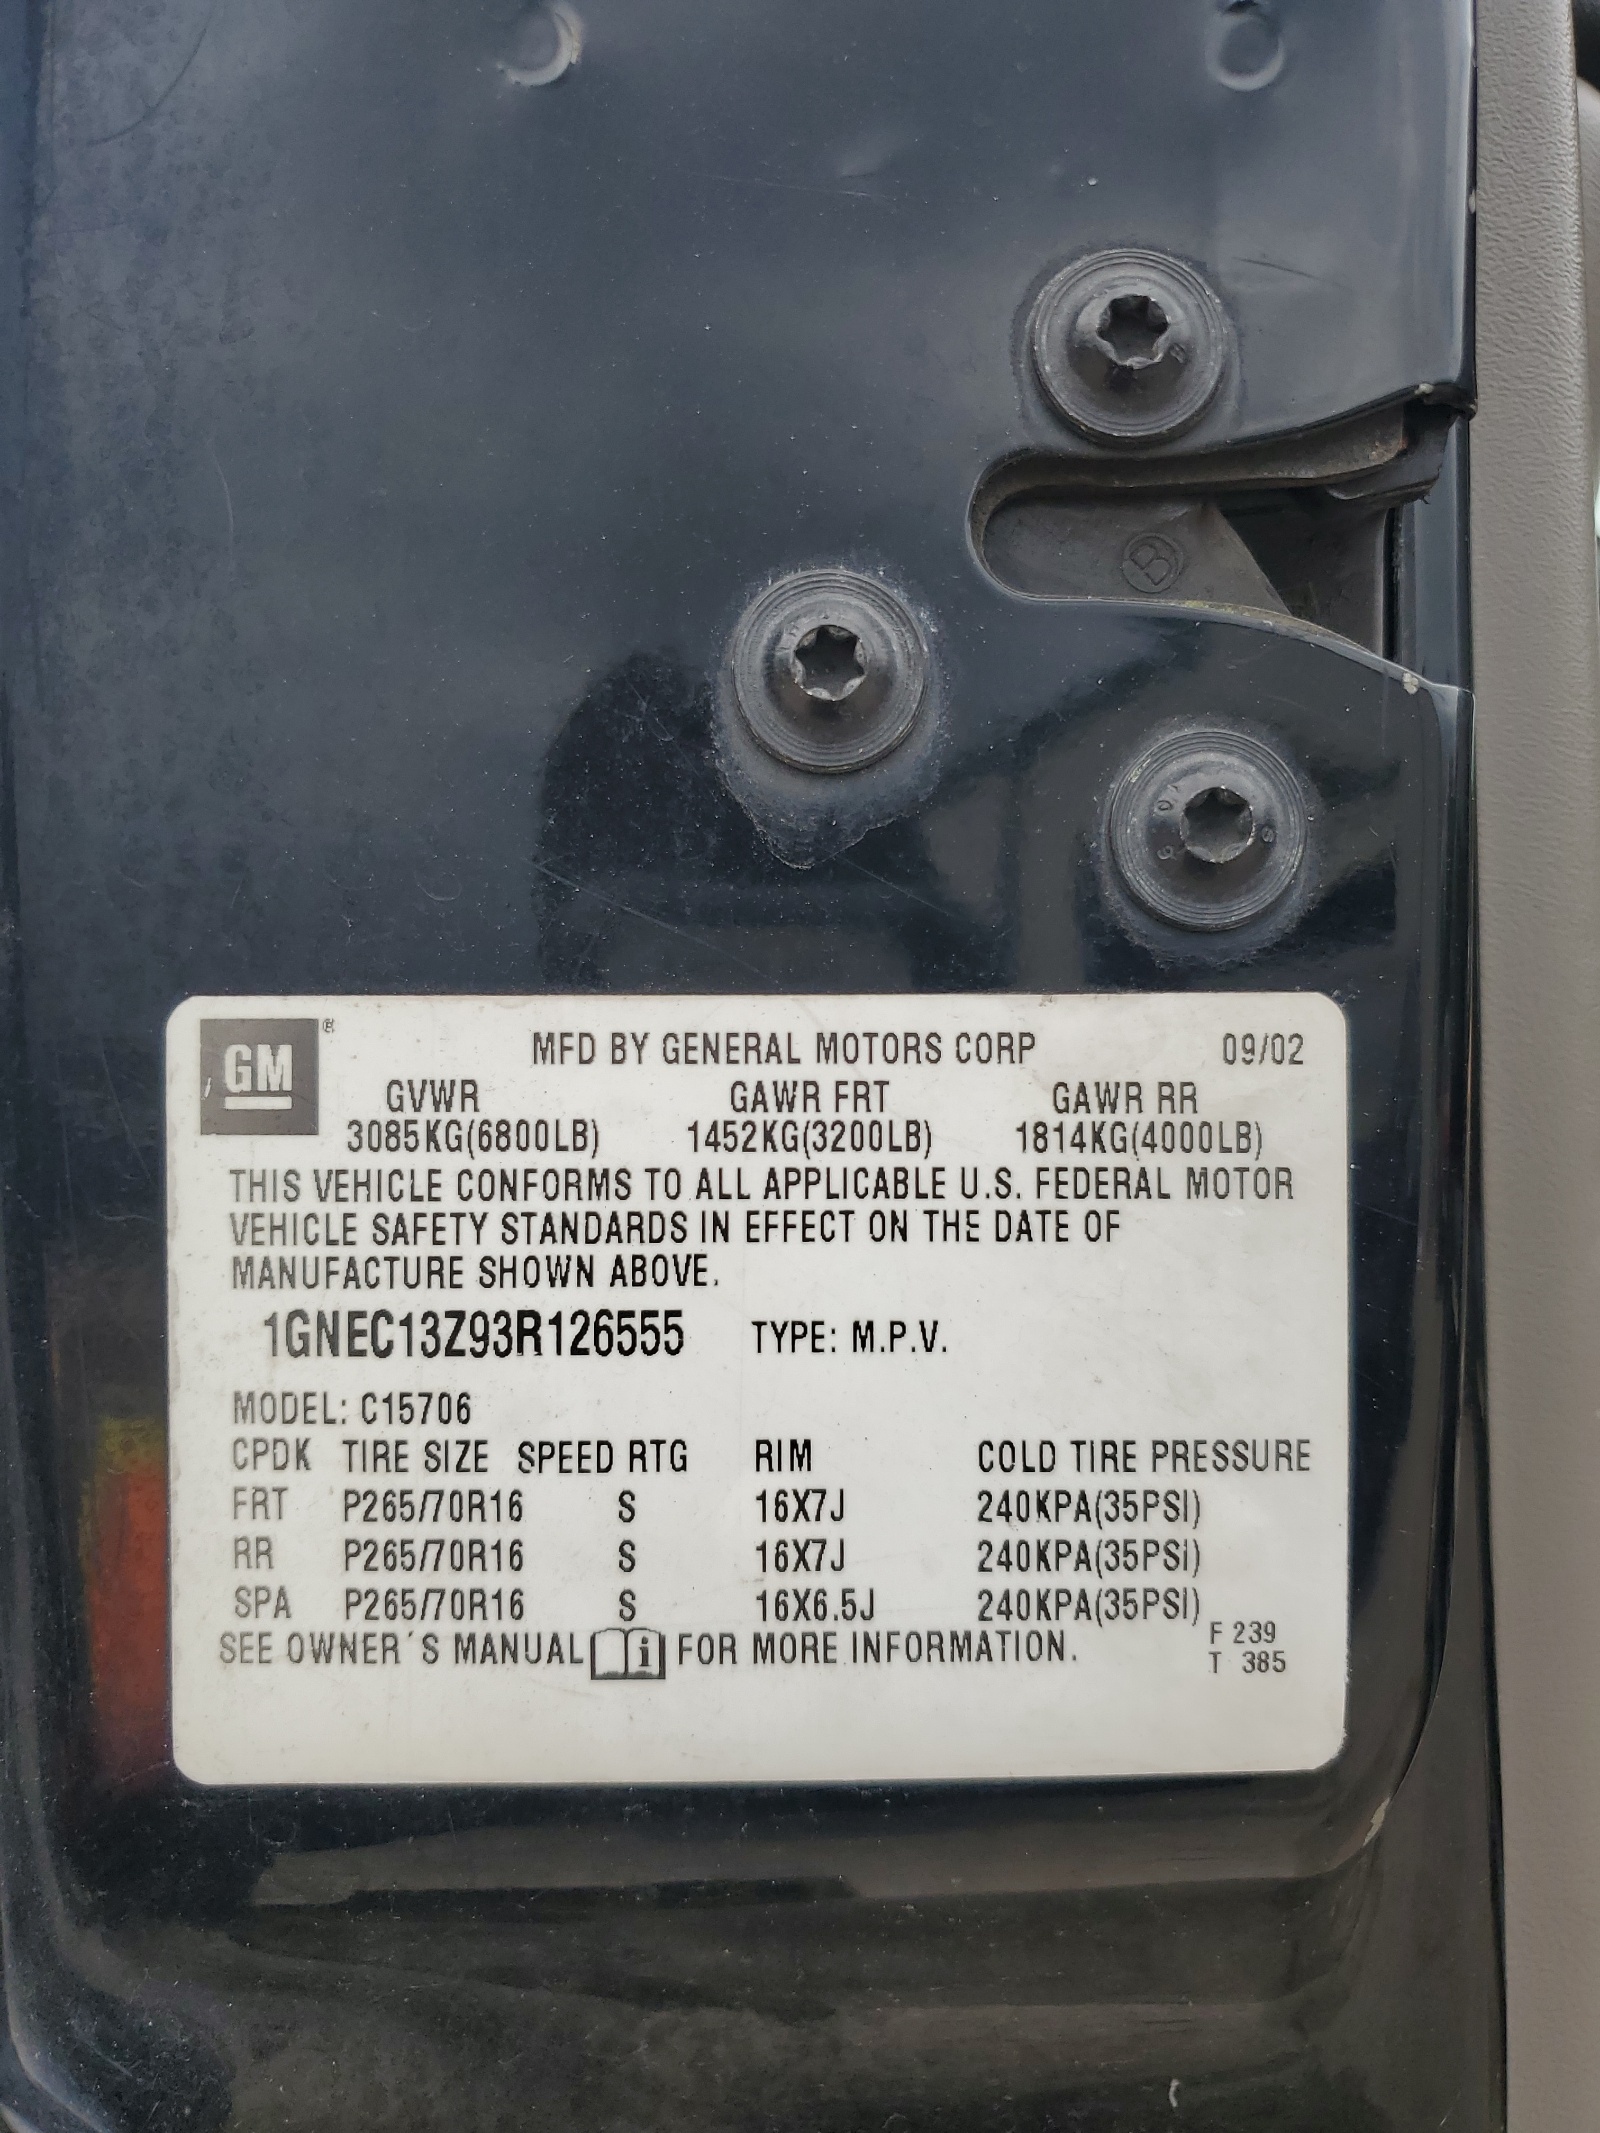 GM ® MFD BY GENERAL MOTORS CORP 09/02
GVWR GAWR FRT GAWR RR
3085KG(6800LB) 1452KG(3200LB) 1814KG(4000LB)
THIS VEHICLE CONFORMS TO ALL APPLICABLE U.S. FEDERAL MOTOR
VEHICLE SAFETY STANDARDS IN EFFECT ON THE DATE OF
MANUFACTURE SHOWN ABOVE.
1GNEC13Z93R126555 TYPE: M.P.V.
MODEL: C15706
CPDK TIRE SIZE SPEED RTG RIM COLD TIRE PRESSURE
FRT P265/70R16 S 16X7J 240KPA(35PSI)
RR P265/70R16 S 16X7J 240KPA(35PSI)
SPA P265/70R16 S 16X6.5J 240KPA(35PSI)
SEE OWNER´S MANUAL i FOR MORE INFORMATION. F 239
T 385
B